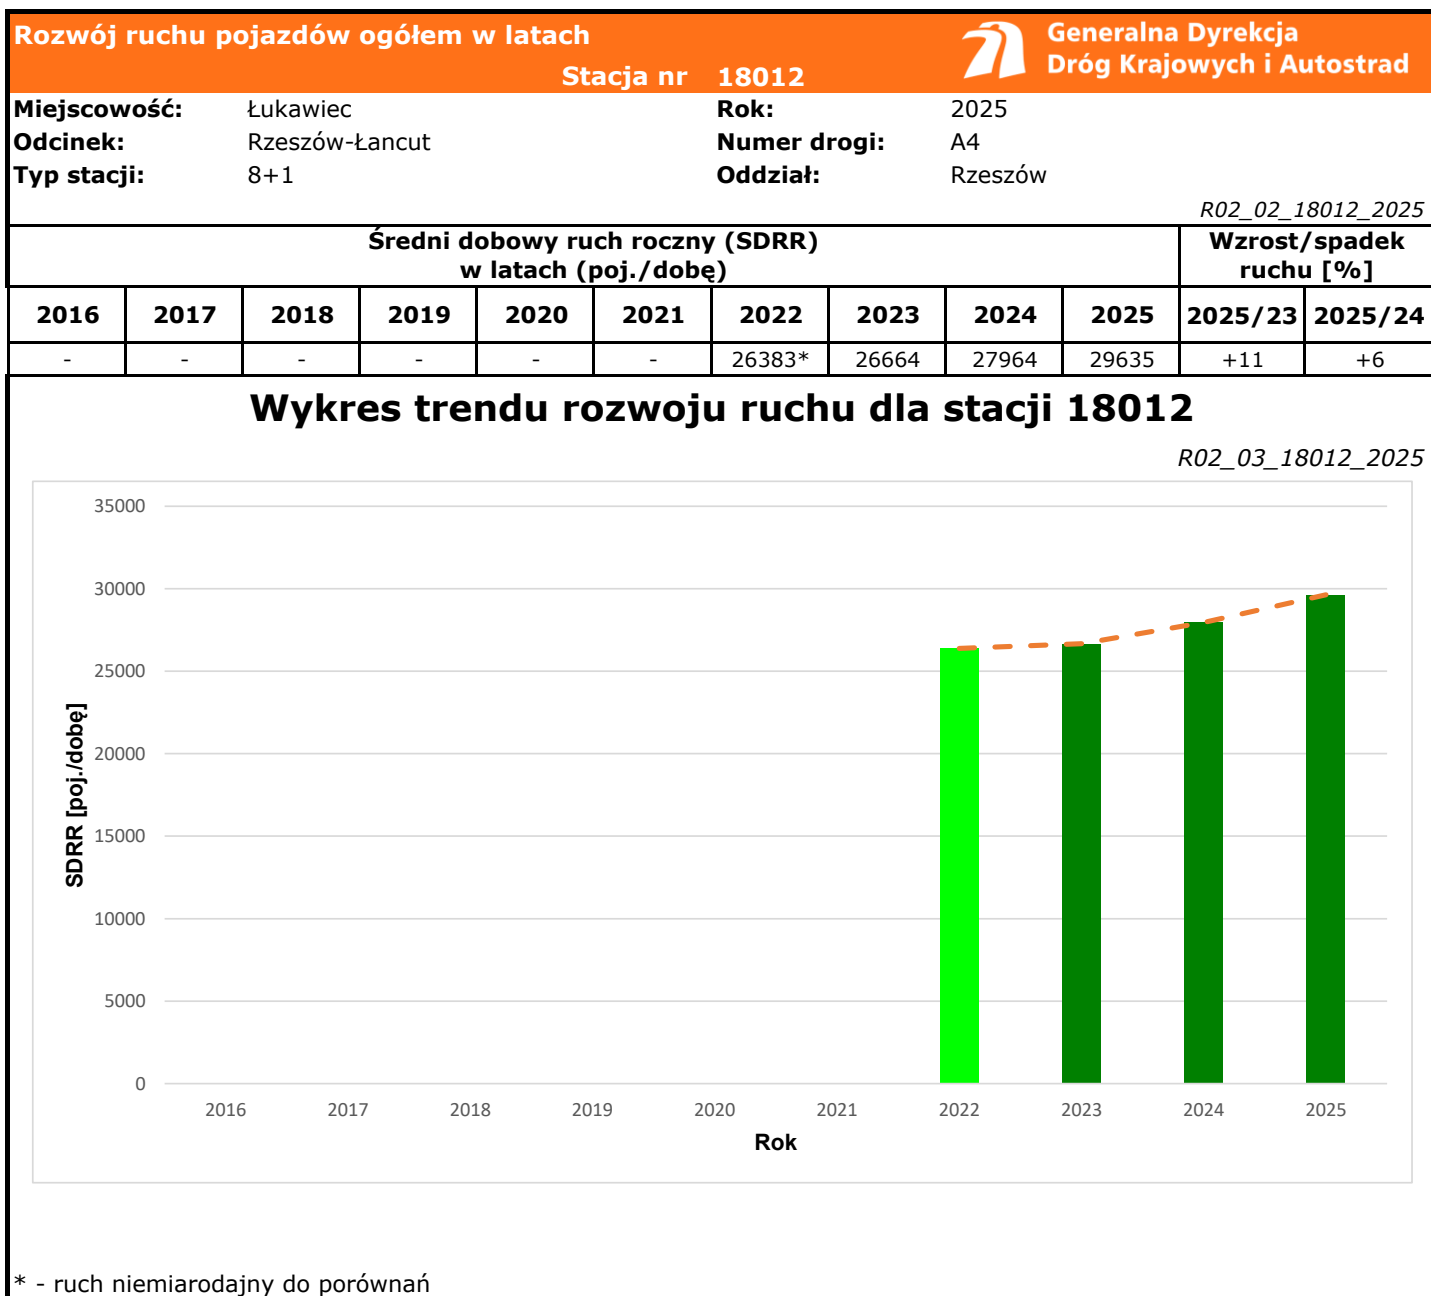 Rozwój ruchu pojazdów ogółem w latach
Generalna Dyrekcja
Dróg Krajowych i Autostrad
Stacja nr 18012
Miejscowość: Łukawiec Rok: 2025
Odcinek: Rzeszów-Łancut Numer drogi: A4
Typ stacji: 8+1 Oddział: Rzeszów
R02_02_18012_2025
Średni dobowy ruch roczny (SDRR)
w latach (poj./dobę)
Wzrost/spadek
ruchu [%]
2016 2017 2018 2019 2020 2021 2022 2023 2024 2025 2025/23 2025/24
- - - - - - 26383* 26664 27964 29635 +11 +6
Wykres trendu rozwoju ruchu dla stacji 18012
R02_03_18012_2025
35000
30000
25000
20000
15000
10000
5000
0
SDRR [poj./dobę]
2016 2017 2018 2019 2020 2021 2022 2023 2024 2025
Rok
* - ruch niemiarodajny do porównań